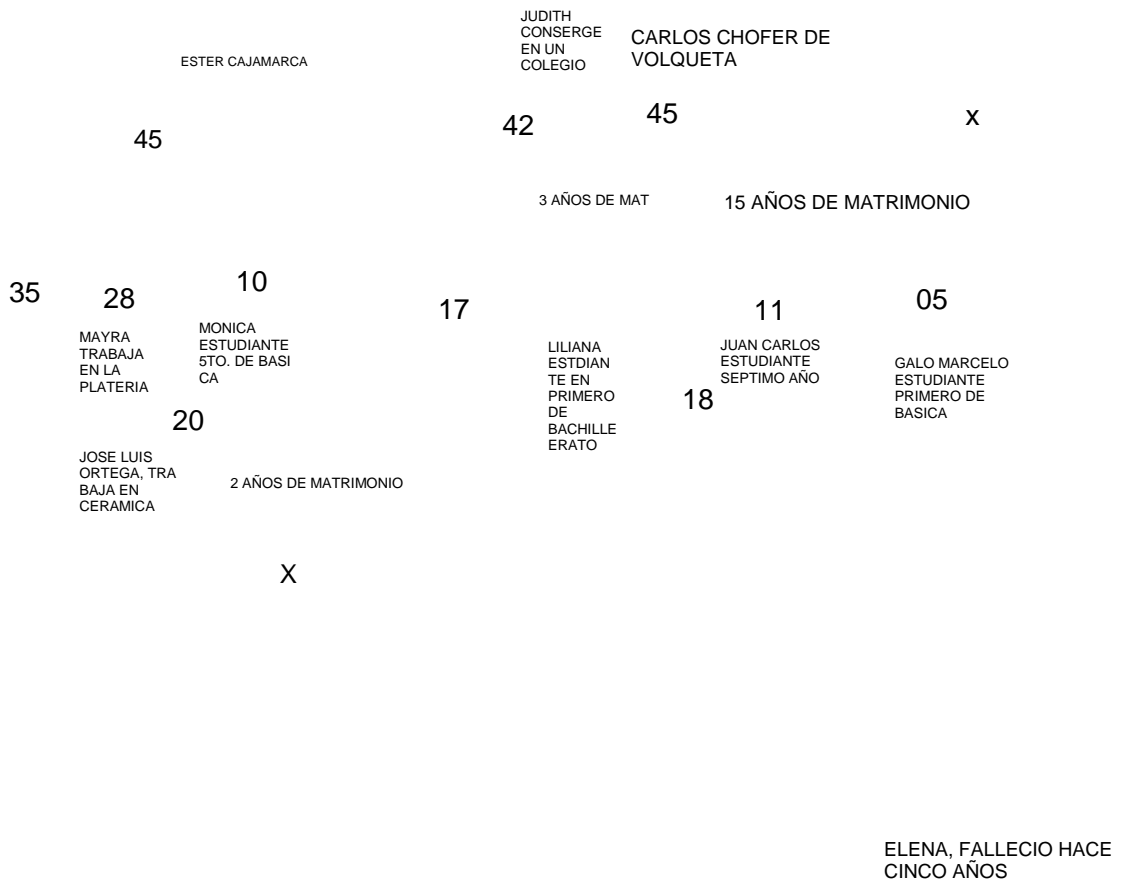 JUDITH
CONSERGE
EN UN
COLEGIO
CARLOS CHOFER DE
VOLQUETA
ESTER CAJAMARCA
45
42
45
x
3 AÑOS DE MAT
15 AÑOS DE MATRIMONIO
35
28
10
17
11
05
MAYRA
TRABAJA
EN LA
PLATERIA
MONICA
ESTUDIANTE
5TO. DE BASI
CA
LILIANA
ESTDIAN
TE EN
PRIMERO
DE
BACHILLE
ERATO
18
JUAN CARLOS
ESTUDIANTE
SEPTIMO AÑO
GALO MARCELO
ESTUDIANTE
PRIMERO DE
BASICA
20
JOSE LUIS
ORTEGA, TRA
BAJA EN
CERAMICA
2 AÑOS DE MATRIMONIO
X
ELENA, FALLECIO HACE
CINCO AÑOS